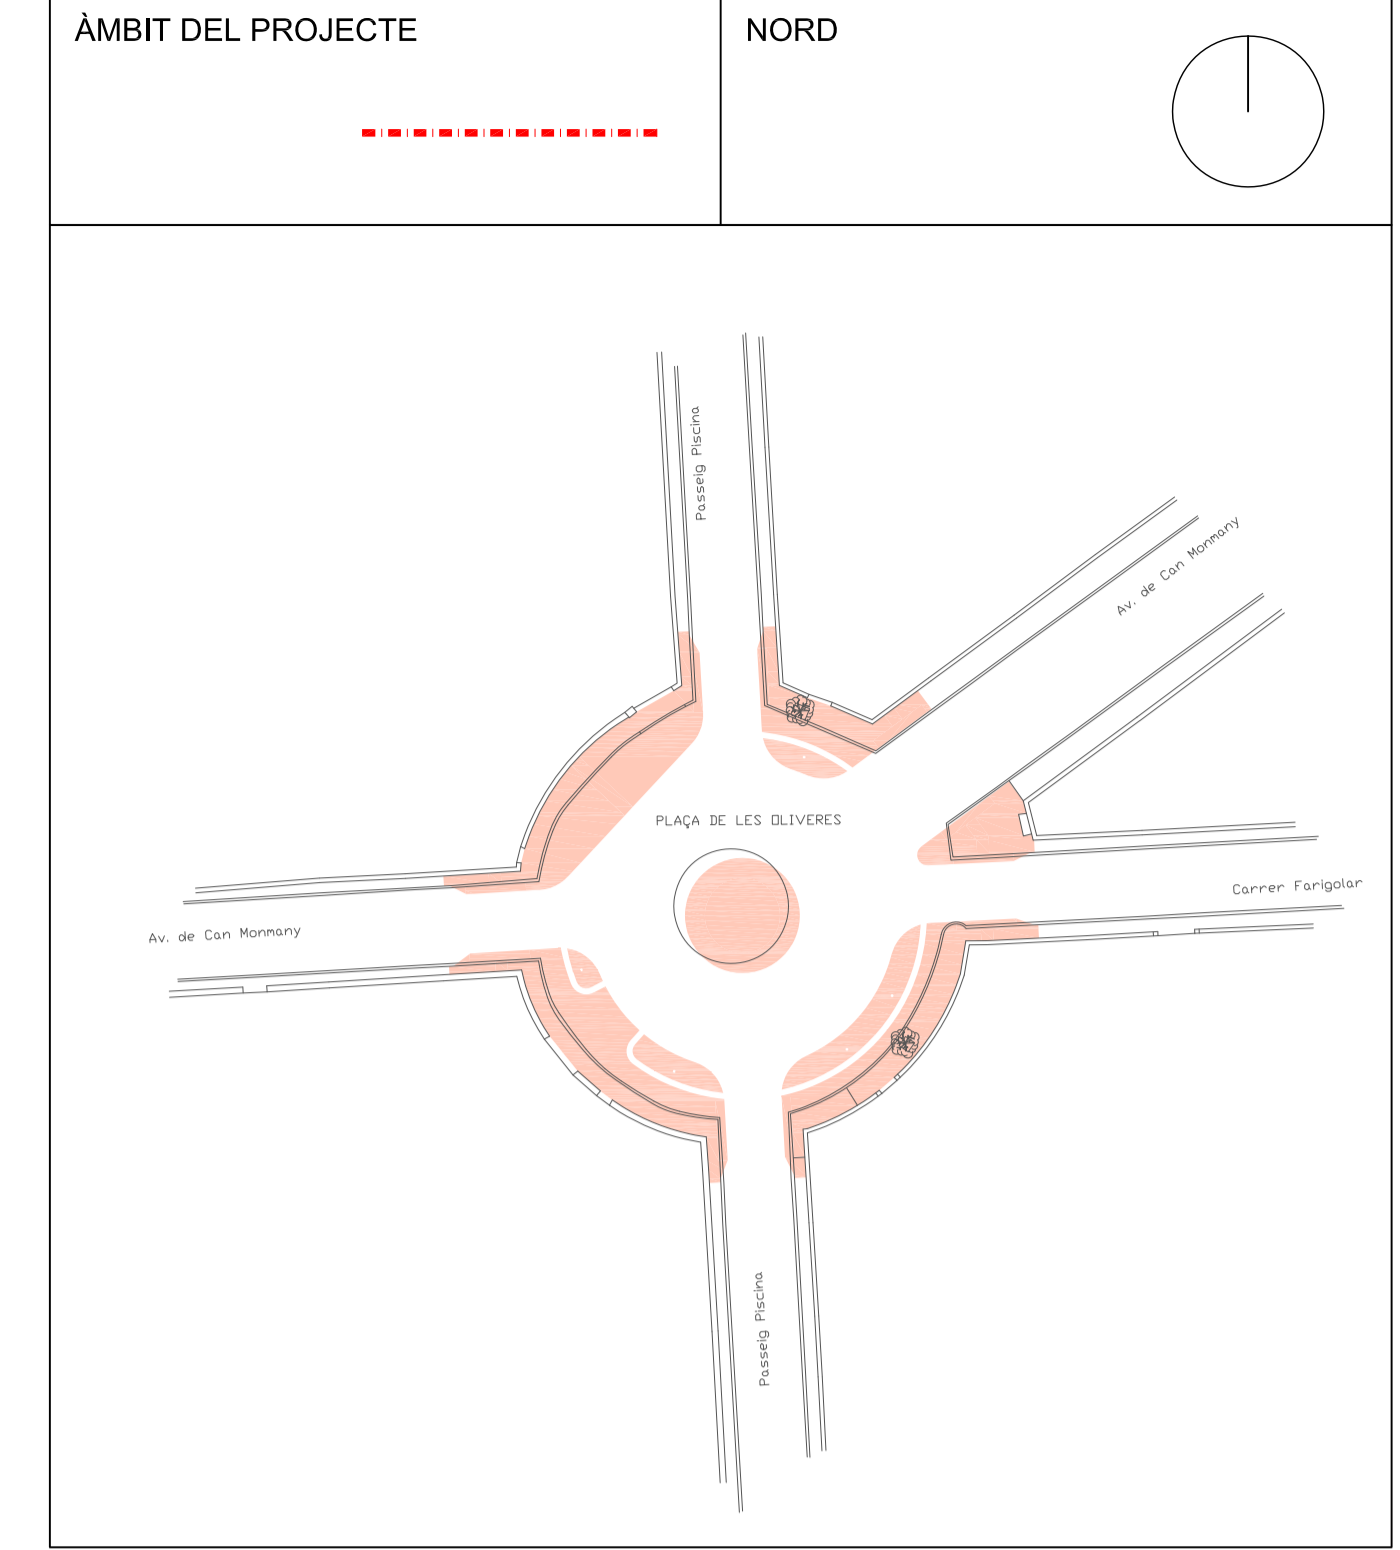 ÀMBIT DEL PROJECTE
NORD
Passeig Piscina
Av. de Can Monmany
PLAÇA DE LES OLIVERES
Carrer Farigolar
Av. de Can Monmany
Passeig Piscina